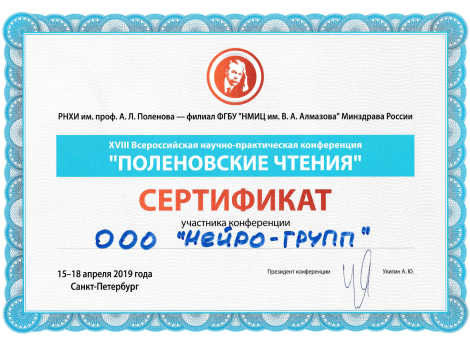 РНХИ им. проф. А. Л. Поленова — филиал ФГБУ "НМИЦ им. В. А. Алмазова" Минздрава России
XVIII Всероссийская научно-практическая конференция
"ПОЛЕНОВСКИЕ ЧТЕНИЯ"
СЕРТИФИКАТ
участника конференции
ООО "Нейро-групп"
15–18 апреля 2019 года
Санкт-Петербург
Президент конференции
Улитин А. Ю.